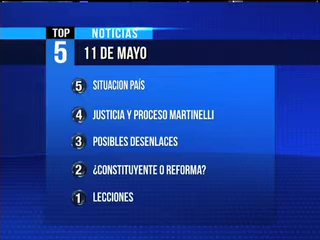 TOP NOTICIAS
5 11 DE MAYO
5 SITUACION PAÍS
4 JUSTICIA Y PROCESO MARTINELLI
3 POSIBLES DESENLACES
2 ¿CONSTITUYENTE O REFORMA?
1 LECCIONES